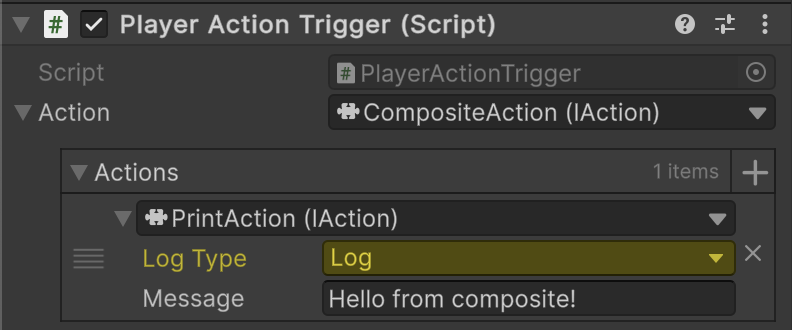 # Player Action Trigger (Script)
Script # PlayerActionTrigger
Action CompositeAction (IAction)
Actions 1 items
PrintAction (IAction)
Log Type Log
Message Hello from composite!